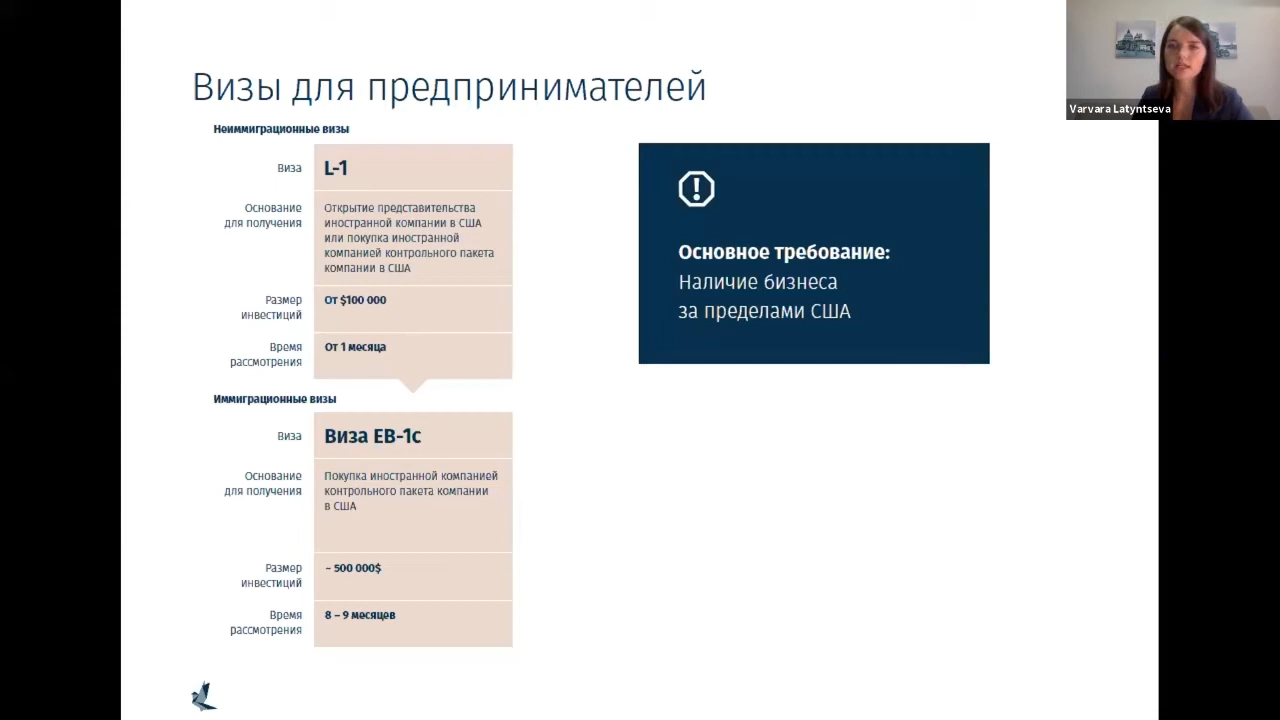 Визы для предпринимателей
Неиммиграционные визы
Виза
L-1
Основание
для получения
Открытие представительства
иностранной компании в США
или покупка иностранной
компанией контрольного пакета
компании в США
Размер
инвестиций
От $100 000
Время
рассмотрения
От 1 месяца
Иммиграционные визы
Виза
Виза EB-1c
Основание
для получения
Покупка иностранной компанией
контрольного пакета компании
в США
Размер
инвестиций
~ 500 000$
Время
рассмотрения
8 – 9 месяцев
Основное требование:
Наличие бизнеса
за пределами США
Varvara Latyntseva